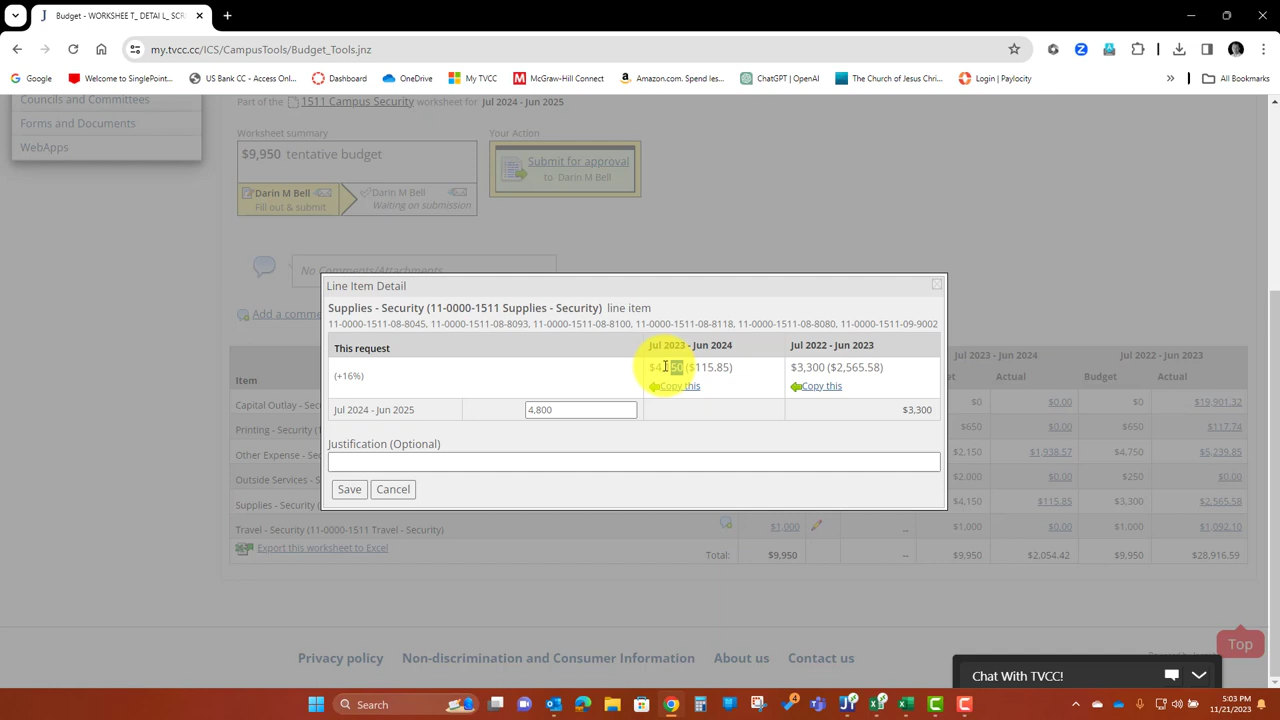 Budget - WORKSHEE T_ DETAI L_ SCR
my.tvcc.cc/ICS/CampusTools/Budget_Tools.jnz
Google
Welcome to SinglePoint...
US Bank CC - Access Onl...
Dashboard
OneDrive
My TVCC
McGraw-Hill Connect
Amazon.com. Spend les...
ChatGPT | OpenAI
The Church of Jesus Chri...
Login | Paylocity
All Bookmarks
Councils and Committees
Forms and Documents
WebApps
Part of the 1511 Campus Security worksheet for Jul 2024 - Jun 2025
Worksheet summary
Your Action
$9,950 tentative budget
Submit for approval
to Darin M Bell
Darin M Bell
Fill out & submit
Darin M Bell
Waiting on submission
No Comments/Attachments
Add a comme
Line Item Detail
Supplies - Security (11-0000-1511 Supplies - Security) line item
11-0000-1511-08-8045, 11-0000-1511-08-8093, 11-0000-1511-08-8100, 11-0000-1511-08-8118, 11-0000-1511-08-8080, 11-0000-1511-09-9002
This request
Jul 2023 - Jun 2024
Jul 2022 - Jun 2023
(+16%)
$4,150 ($115.85)
Copy this
$3,300 ($2,565.58)
Copy this
Jul 2024 - Jun 2025
4,800
$3,300
Justification (Optional)
Save
Cancel
Jul 2023 - Jun 2024
Jul 2022 - Jun 2023
Item
et
Actual
Budget
Actual
Capital Outlay - Securit
$0
$0.00
$0
$19,901.32
Printing - Security (1
$650
$0.00
$650
$117.74
Other Expense - Secu
$2,150
$1,938.57
$4,750
$5,239.85
Outside Services - Se
$2,000
$0.00
$250
$0.00
Supplies - Security (1
$4,150
$115.85
$3,300
$2,565.58
Travel - Security (11-0000-1511 Travel - Security)
$1,000
--
$1,000
$0.00
$1,000
$1,092.10
Export this worksheet to Excel
Total:
$9,950
--
$9,950
$2,054.42
$9,950
$28,916.59
Privacy policy
Non-discrimination and Consumer Information
About us
Contact us
Top
Chat With TVCC!
Search
5:03 PM
11/21/2023